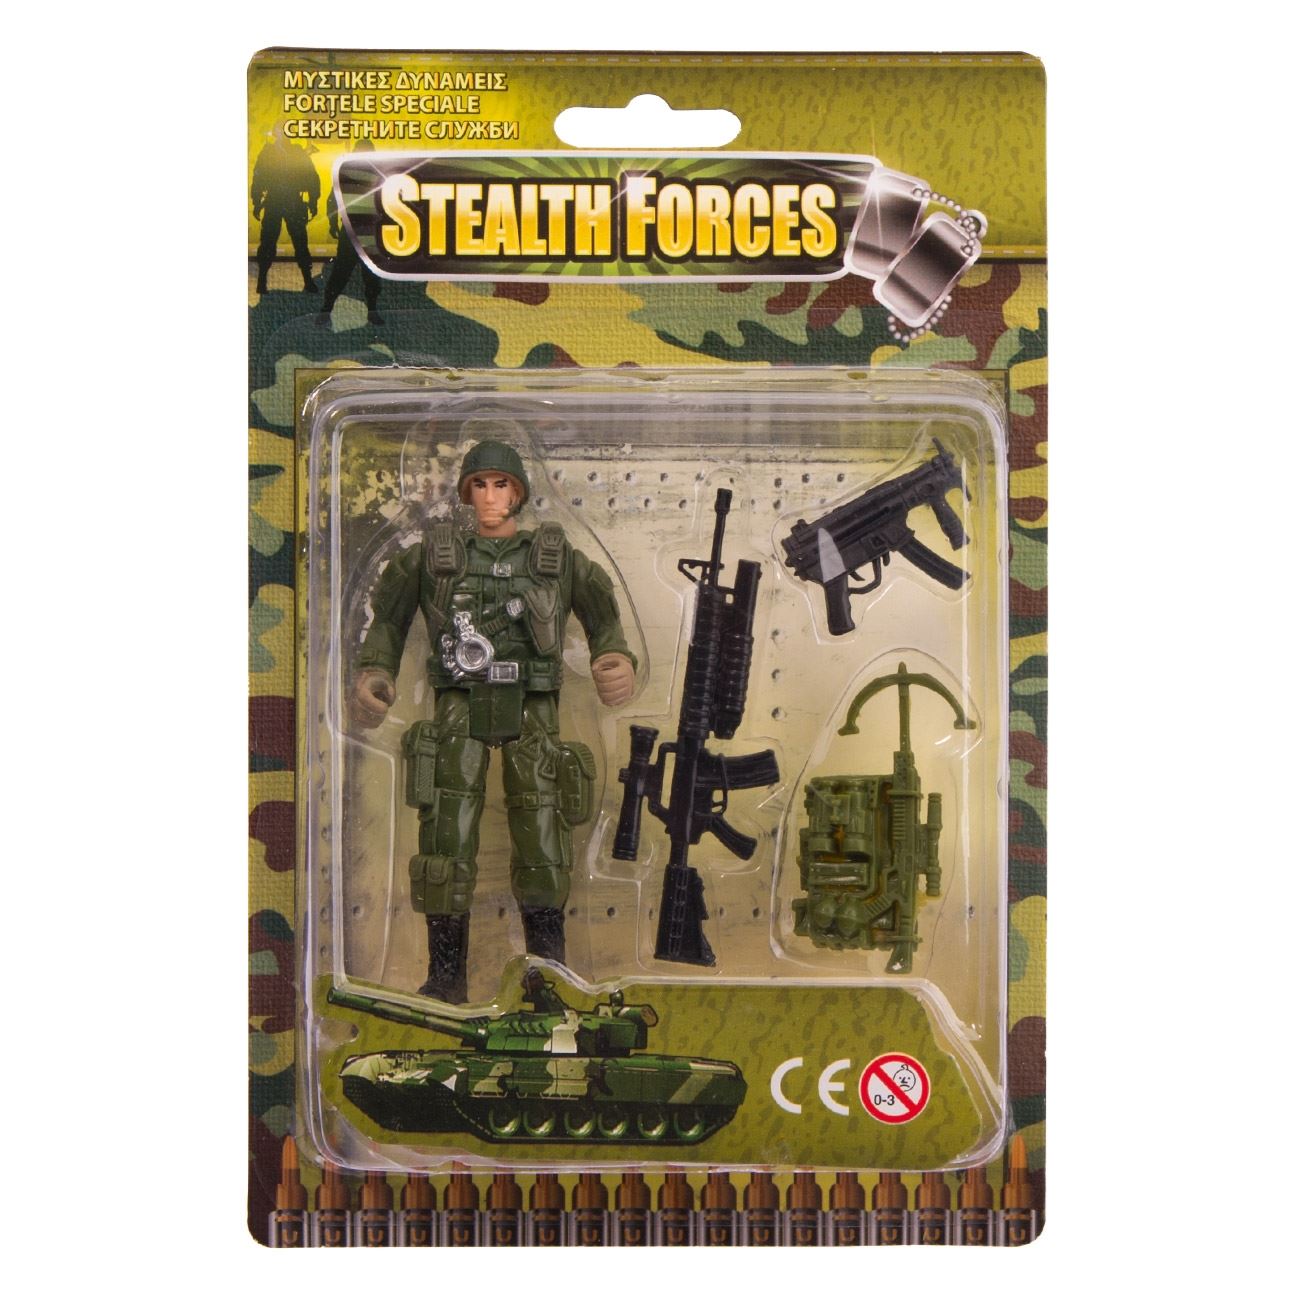 ΜΥΣΤΙΚΕΣ ΔΥΝΑΜΕΙΣ
FORȚELE SPECIALE
СЕКРЕТНИТЕ СЛУЖБИ
STEALTH FORCES
CE
0-3